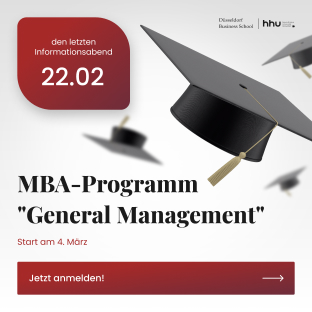 Düsseldorf
Business School
hhu
den letzten
Informationsabend
22.02
MBA-Programm
"General Management"
Start am 4. März
Jetzt anmelden!